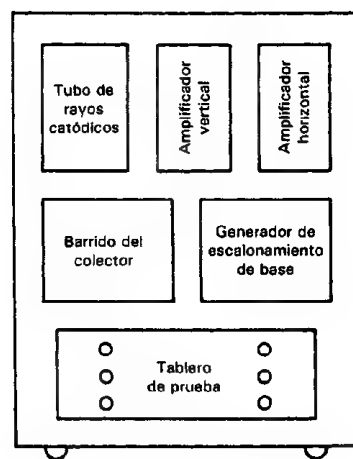 Tubo de
rayos
catódicos
Amplificador
vertical
Amplificador
horizontal
Barrido del
colector
Generador de
escalonamiento
de base
Tablero
de prueba